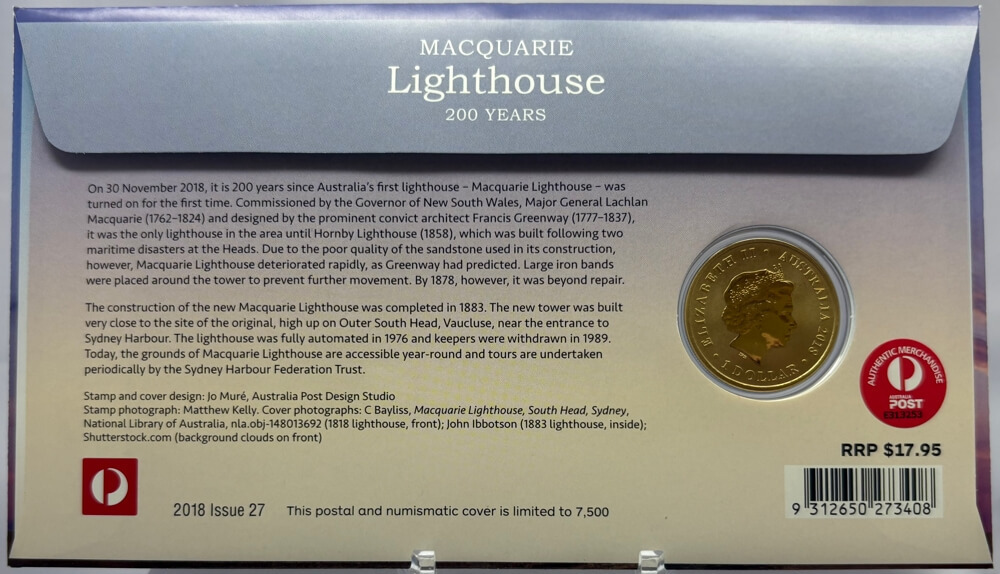 MACQUARIE
Lighthouse
200 YEARS
On 30 November 2018, it is 200 years since Australia's first lighthouse – Macquarie Lighthouse – was
turned on for the first time. Commissioned by the Governor of New South Wales, Major General Lachlan
Macquarie (1762–1824) and designed by the prominent convict architect Francis Greenway (1777–1837),
it was the only lighthouse in the area until Hornby Lighthouse (1858), which was built following two
maritime disasters at the Heads. Due to the poor quality of the sandstone used in its construction,
however, Macquarie Lighthouse deteriorated rapidly, as Greenway had predicted. Large iron bands
were placed around the tower to prevent further movement. By 1878, however, it was beyond repair.
The construction of the new Macquarie Lighthouse was completed in 1883. The new tower was built
very close to the site of the original, high up on Outer South Head, Vaucluse, near the entrance to
Sydney Harbour. The lighthouse was fully automated in 1976 and keepers were withdrawn in 1989.
Today, the grounds of Macquarie Lighthouse are accessible year-round and tours are undertaken
periodically by the Sydney Harbour Federation Trust.
Stamp and cover design: Jo Muré, Australia Post Design Studio
Stamp photograph: Matthew Kelly. Cover photographs: C Bayliss, Macquarie Lighthouse, South Head, Sydney,
National Library of Australia, nla.obj-148013692 (1818 lighthouse, front); John Ibbotson (1883 lighthouse, inside);
Shutterstock.com (background clouds on front)
2018 Issue 27
This postal and numismatic cover is limited to 7,500
ELIZABETH II AUSTRALIA 2018
1 DOLLAR
AUTHENTIC MERCHANDISE
AUSTRALIA
POST
E313253
RRP $17.95
9 312650 273408